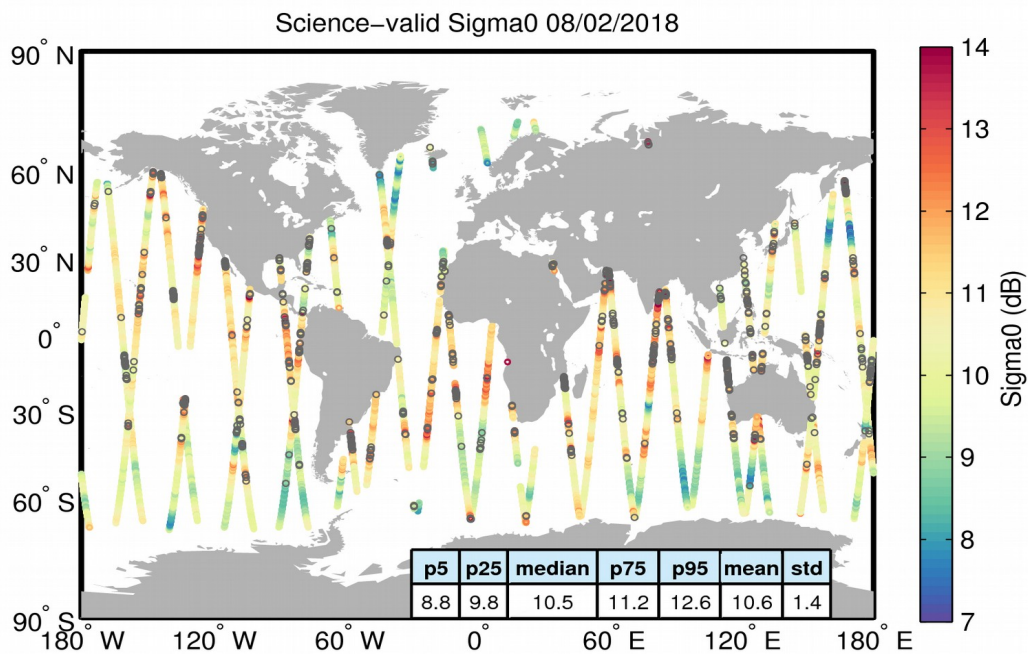 Science−valid Sigma0 08/02/2018
90° N
60° N
30° N
0°
30° S
60° S
90° S
180° W
120° W
60° W
0°
60° E
120° E
180° E
p5 p25 median p75 p95 mean std
8.8 9.8 10.5 11.2 12.6 10.6 1.4
14
13
12
11
10
9
8
7
Sigma0 (dB)